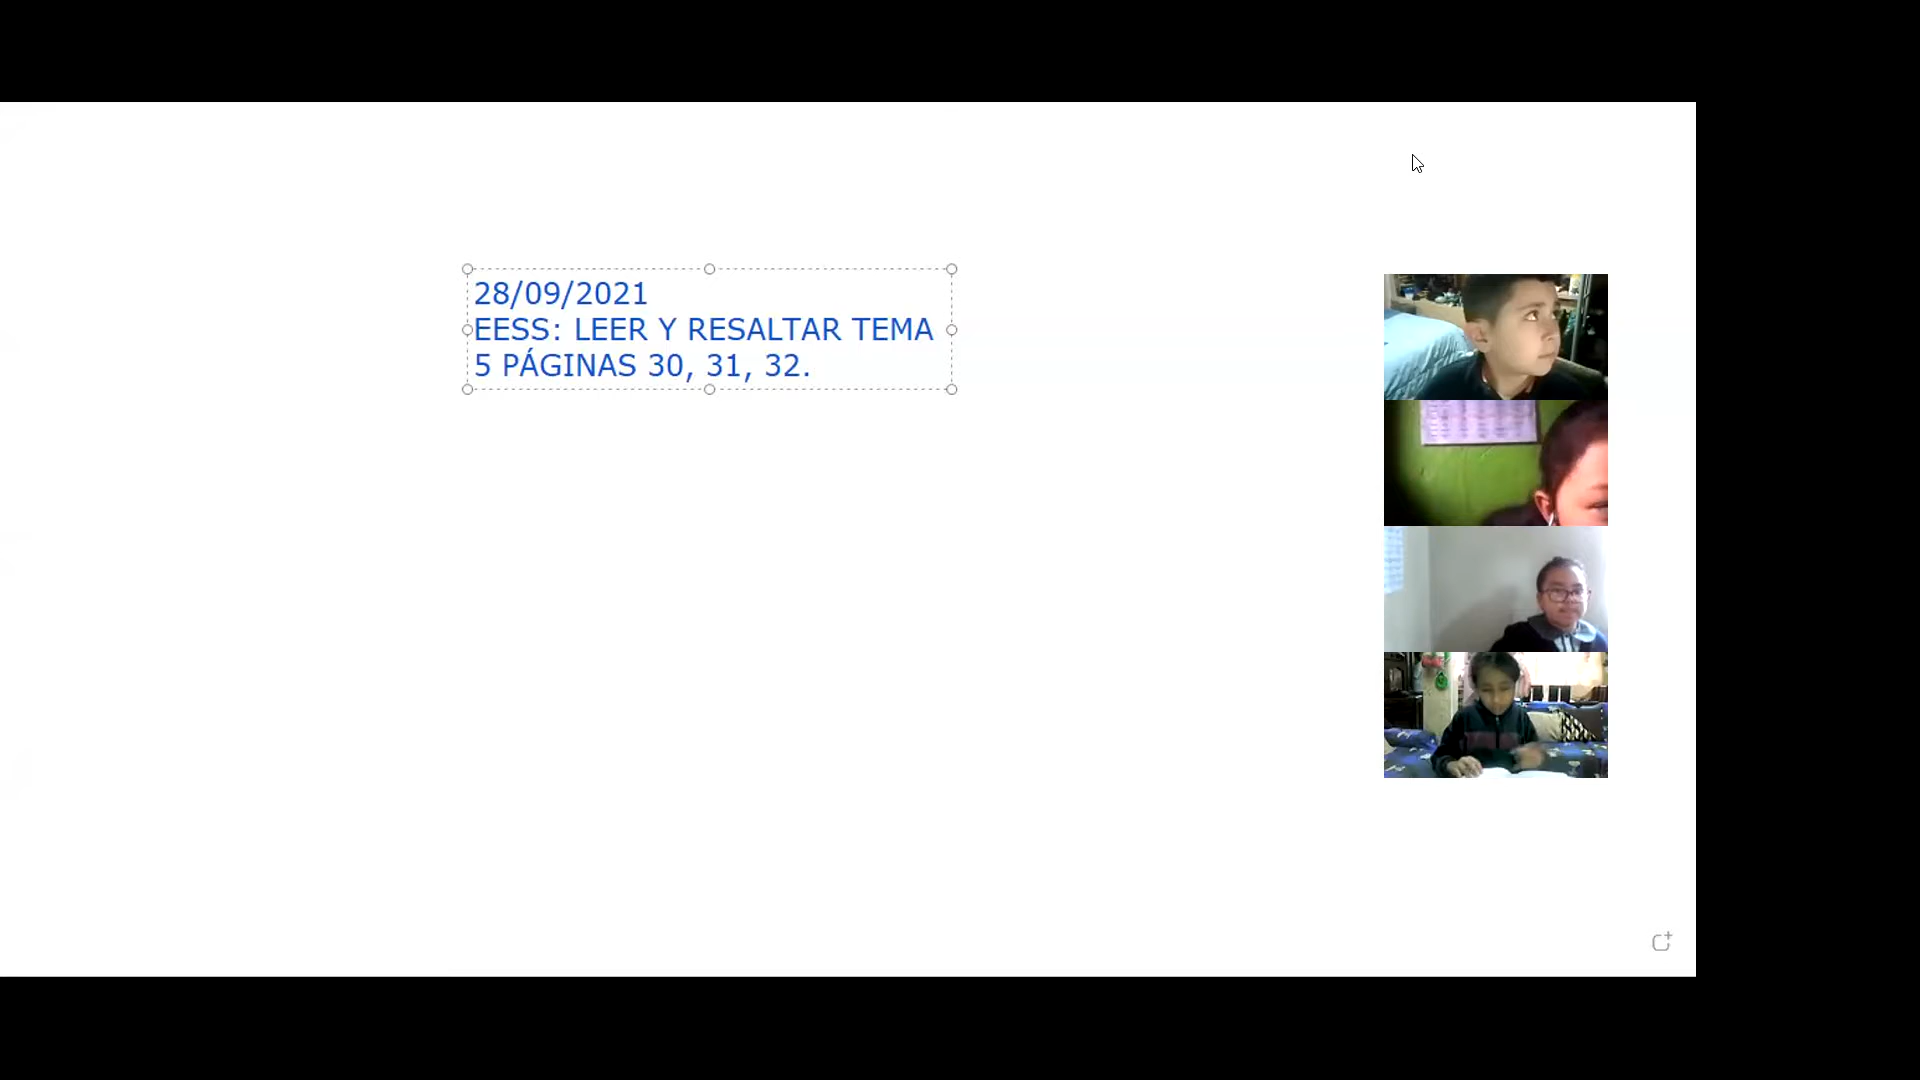 28/09/2021
EESS: LEER Y RESALTAR TEMA
5 PÁGINAS 30, 31, 32.